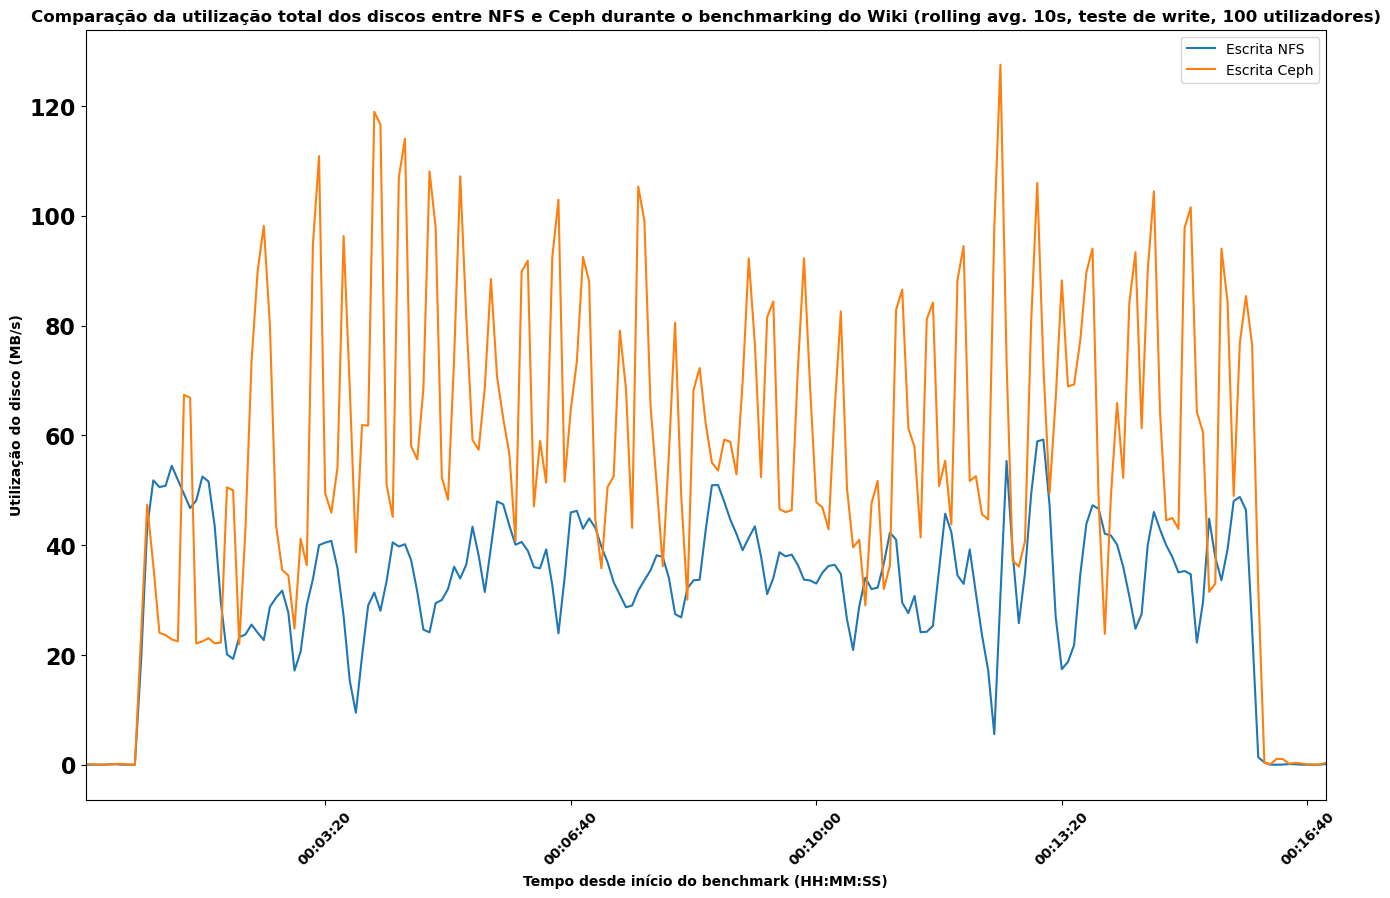 Comparação da utilização total dos discos entre NFS e Ceph durante o benchmarking do Wiki (rolling avg. 10s, teste de write, 100 utilizadores)
Escrita NFS
Escrita Ceph
Utilização do disco (MB/s)
120
100
80
60
40
20
0
00:03:20
00:06:40
00:10:00
00:13:20
00:16:40
Tempo desde início do benchmark (HH:MM:SS)